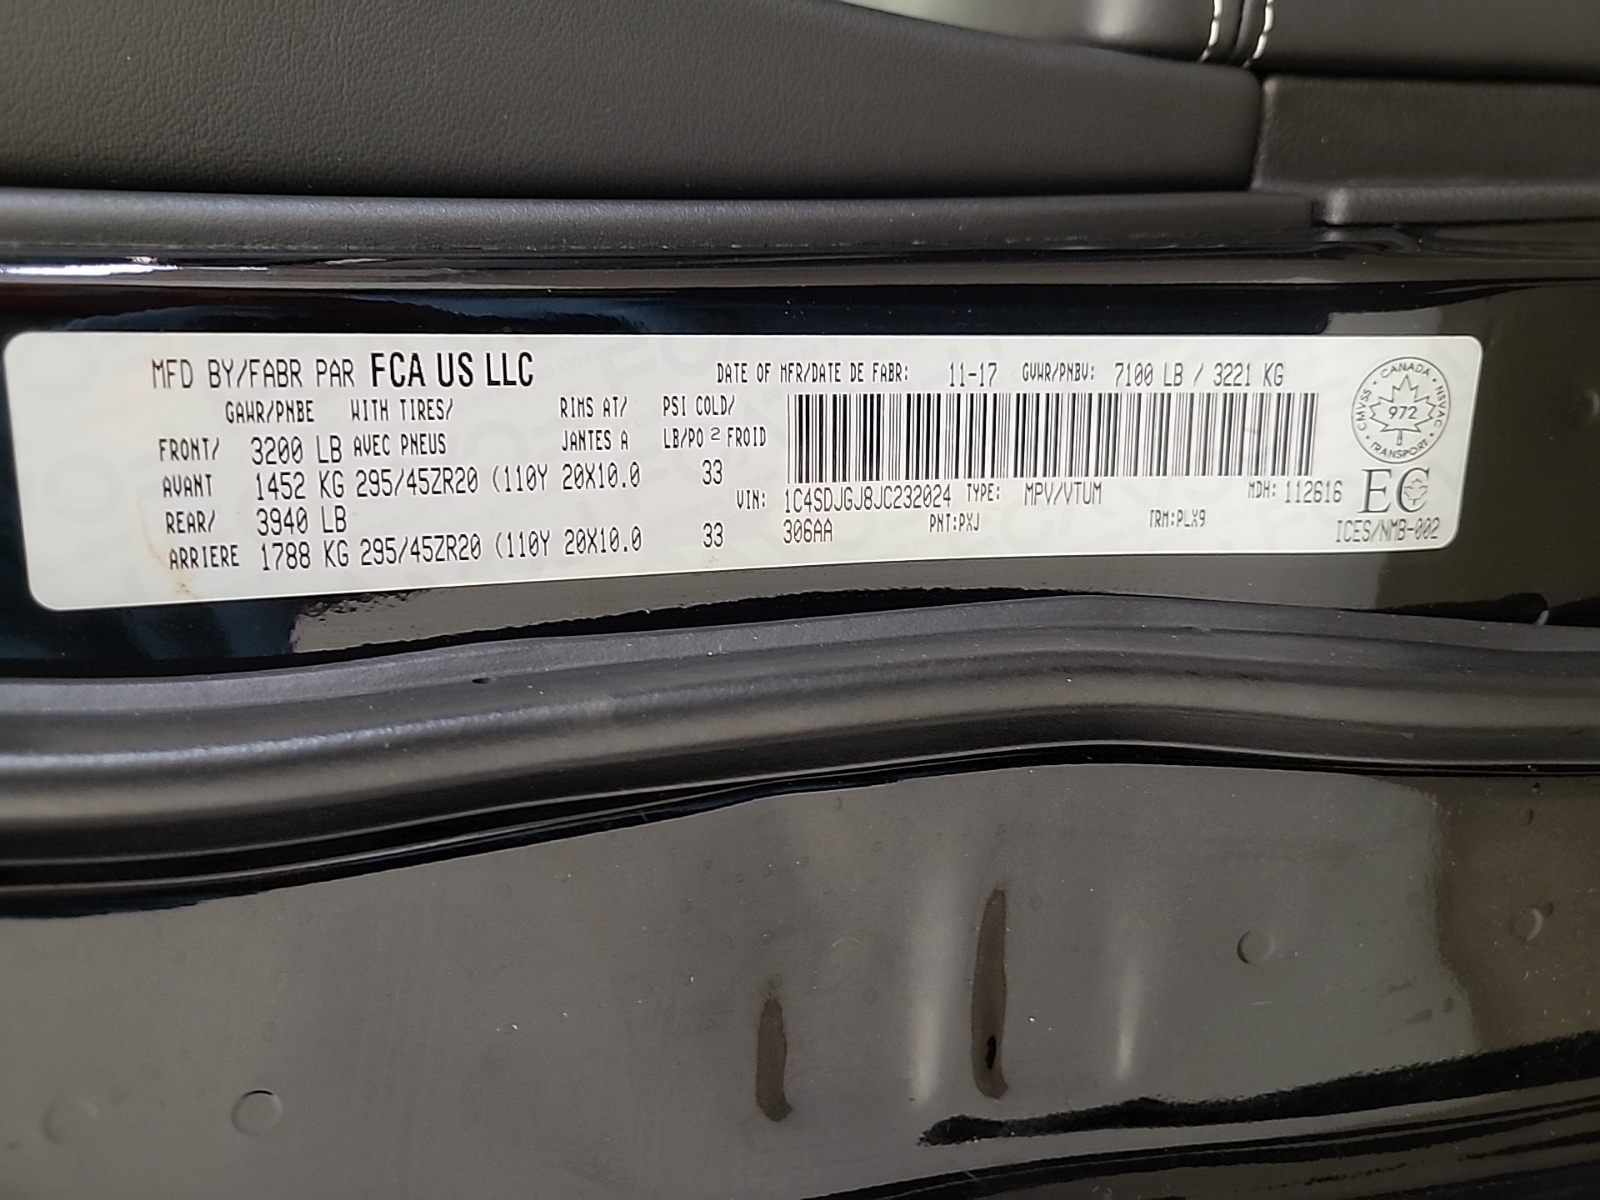 MFD BY/FABR PAR FCA US LLC DATE OF MFR/DATE DE FABR: 11-17 GVWR/PNBV: 7100 LB / 3221 KG
GAWR/PNBE WITH TIRES/ RIMS AT/ PSI COLD/
FRONT/ 3200 LB AVEC PNEUS JANTES A LB/PO 2 FROID
AVANT 1452 KG 295/45ZR20 (110Y 20X10.0 33
REAR/ 3940 LB
ARRIERE 1788 KG 295/45ZR20 (110Y 20X10.0 33
VIN: 1C4SDJGJ8JC232024 TYPE: MPV/VTUM MDH: 112616
306AA PNT:PXJ TRM:PLX9
CANADA
CMVSS 972 NSVAC
TRANSPORT
EC
ICES/NMB-002